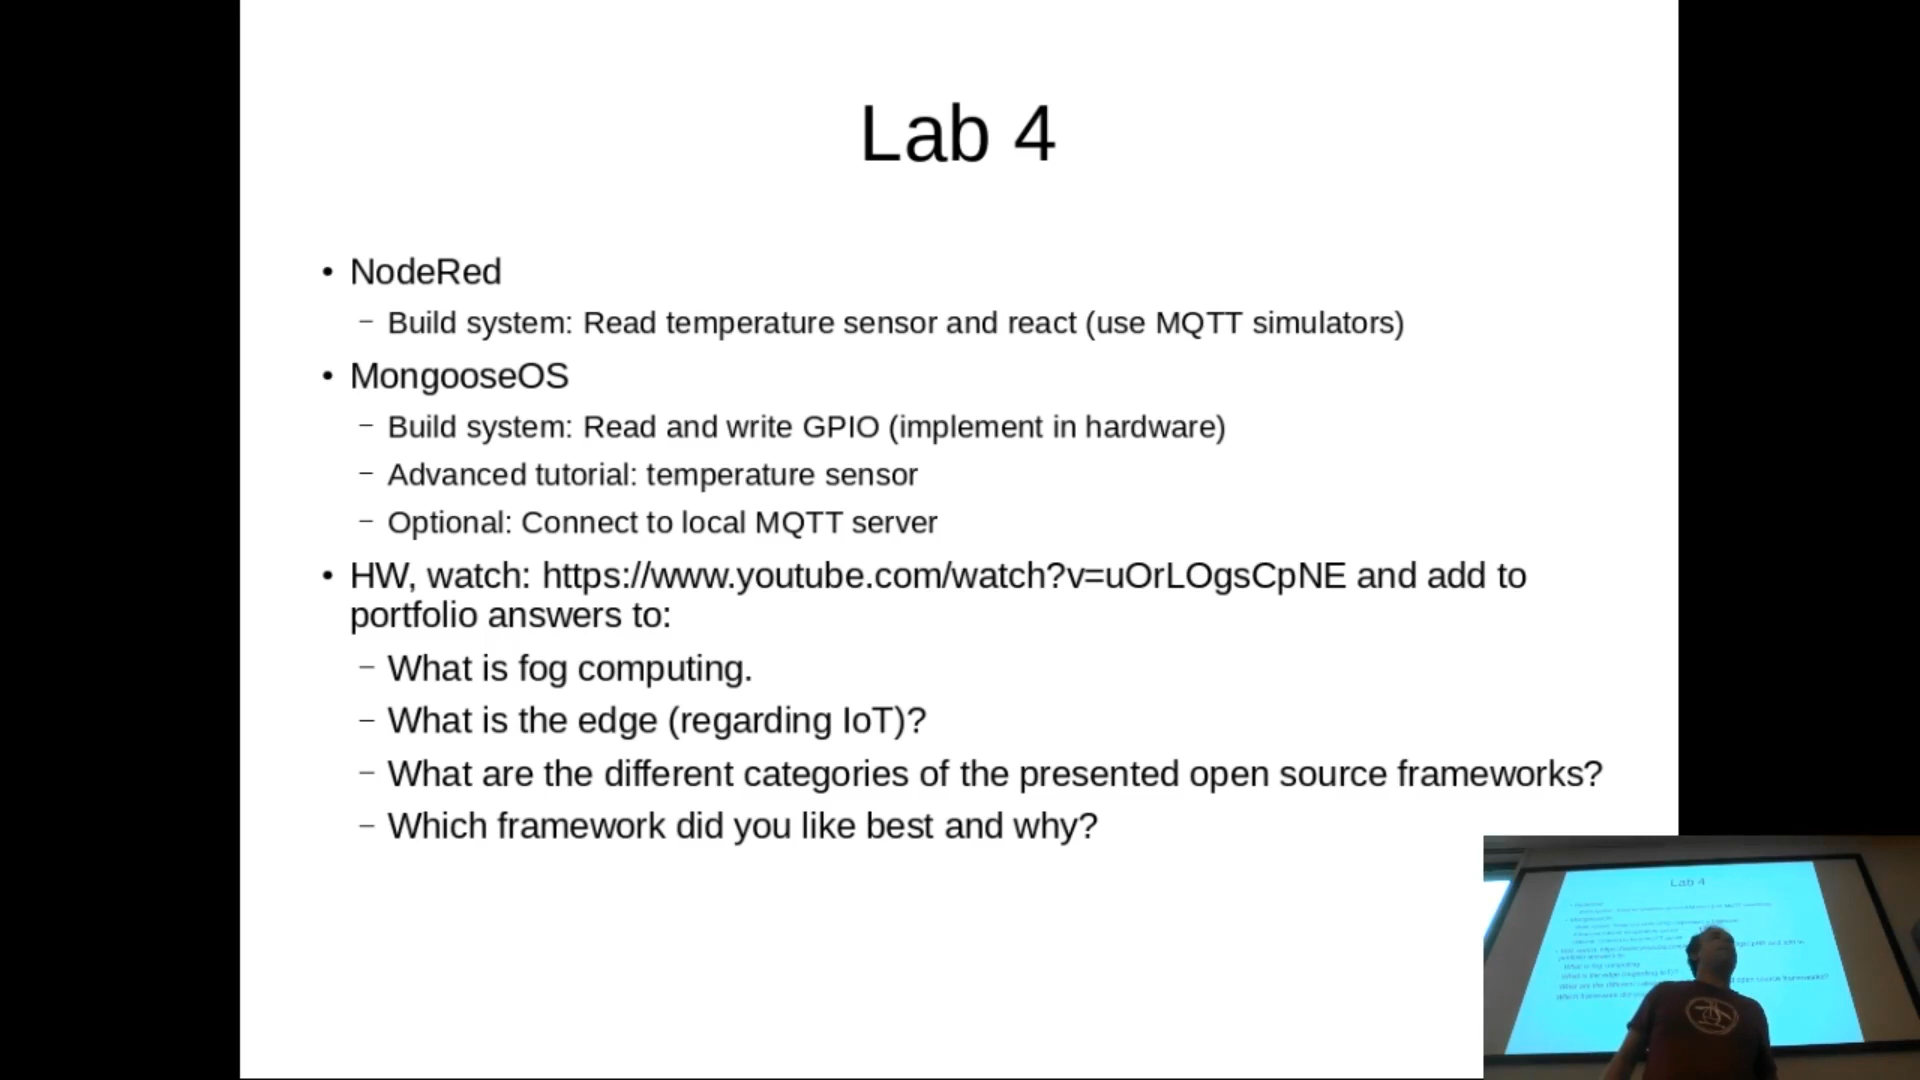 Lab 4
• NodeRed
– Build system: Read temperature sensor and react (use MQTT simulators)
• MongooseOS
– Build system: Read and write GPIO (implement in hardware)
– Advanced tutorial: temperature sensor
– Optional: Connect to local MQTT server
• HW, watch: https://www.youtube.com/watch?v=uOrLOgsCpNE and add to
portfolio answers to:
– What is fog computing.
– What is the edge (regarding IoT)?
– What are the different categories of the presented open source frameworks?
– Which framework did you like best and why?
Lab 4